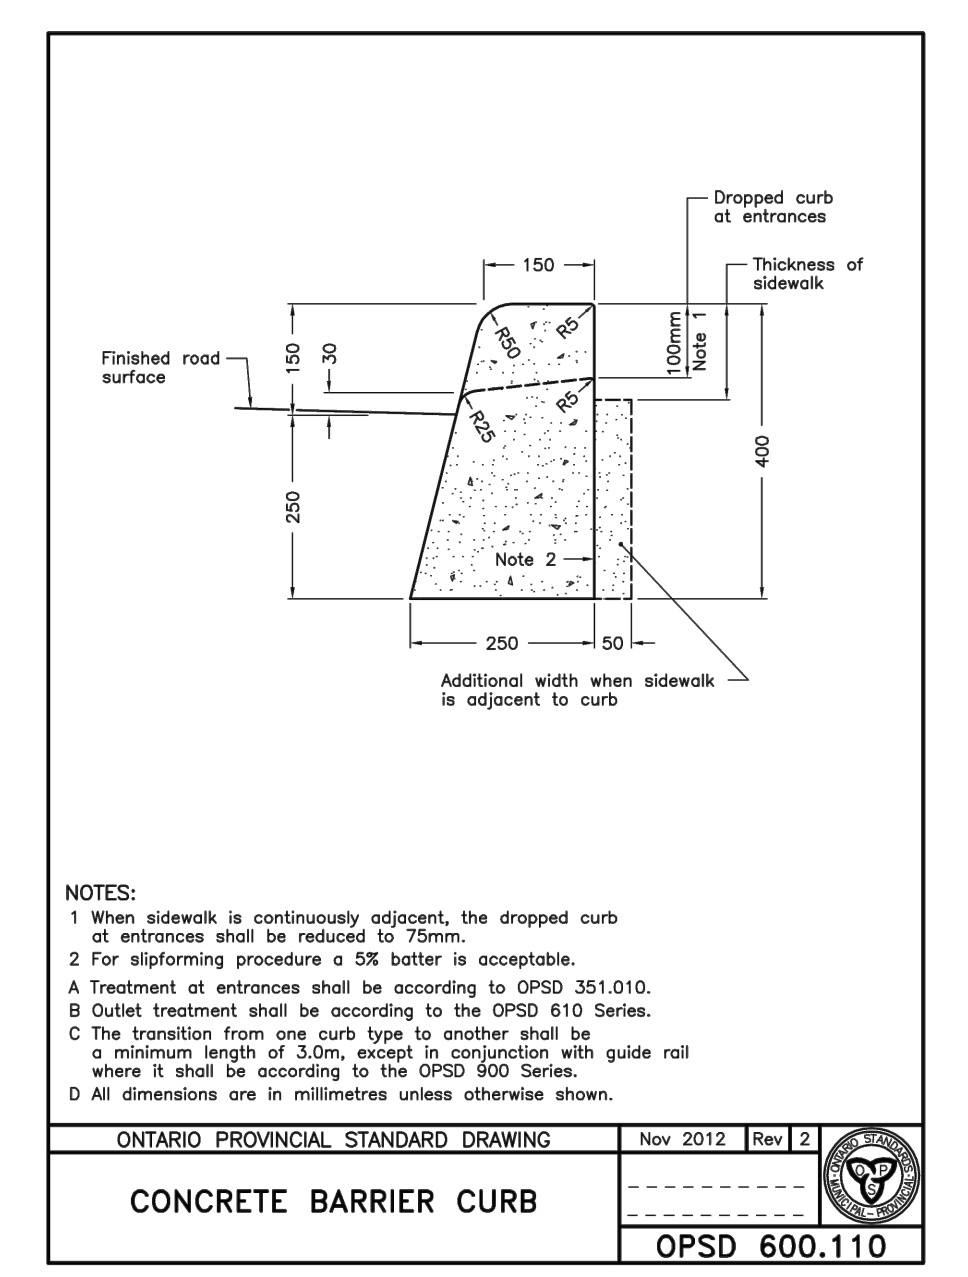 Dropped curb
at entrances
150
Thickness of
sidewalk
Finished road
surface
150
30
R50
R5
100mm
Note 1
R25
R5
400
250
Note 2
250
50
Additional width when sidewalk
is adjacent to curb
NOTES:
1 When sidewalk is continuously adjacent, the dropped curb
at entrances shall be reduced to 75mm.
2 For slipforming procedure a 5% batter is acceptable.
A Treatment at entrances shall be according to OPSD 351.010.
B Outlet treatment shall be according to the OPSD 610 Series.
C The transition from one curb type to another shall be
a minimum length of 3.0m, except in conjunction with guide rail
where it shall be according to the OPSD 900 Series.
D All dimensions are in millimetres unless otherwise shown.
ONTARIO PROVINCIAL STANDARD DRAWING
Nov 2012
Rev 2
CONCRETE BARRIER CURB
ONTARIO STANDARDS
MUNICIPAL-PROVINCIAL
O P
S
OPSD 600.110